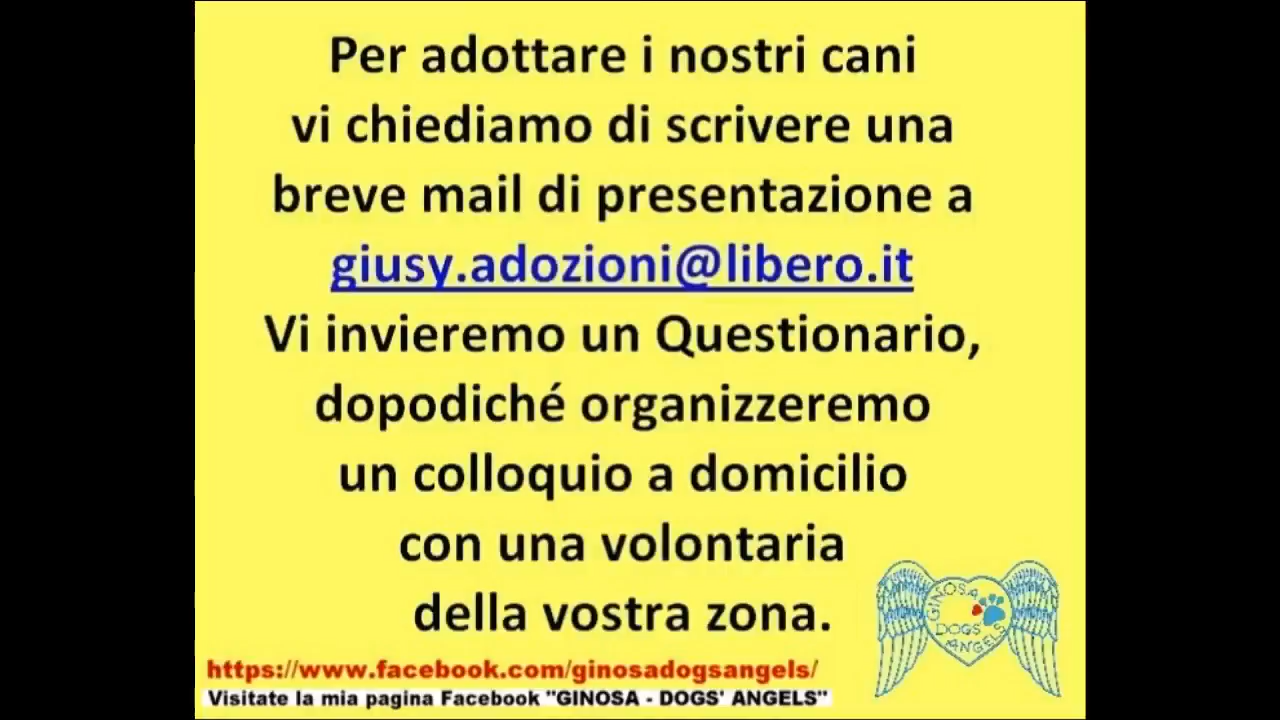 Per adottare i nostri cani
vi chiediamo di scrivere una
breve mail di presentazione a
giusy.adozioni@libero.it
Vi invieremo un Questionario,
dopodiché organizzeremo
un colloquio a domicilio
con una volontaria
della vostra zona.
GINOSA
DOGS'
ANGELS
https://www.facebook.com/ginosadogsangels/
Visitate la mia pagina Facebook "GINOSA - DOGS' ANGELS"